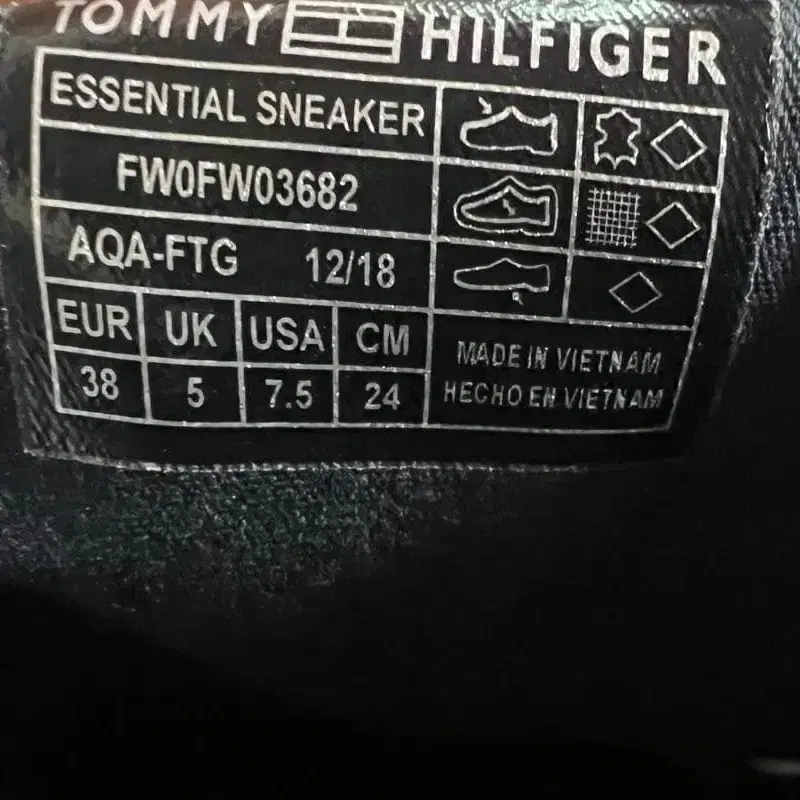 TOMMY HILFIGER
ESSENTIAL SNEAKER
FW0FW03682
AQA-FTG 12/18
EUR UK USA CM
38 5 7.5 24
MADE IN VIETNAM
HECHO EN VIETNAM